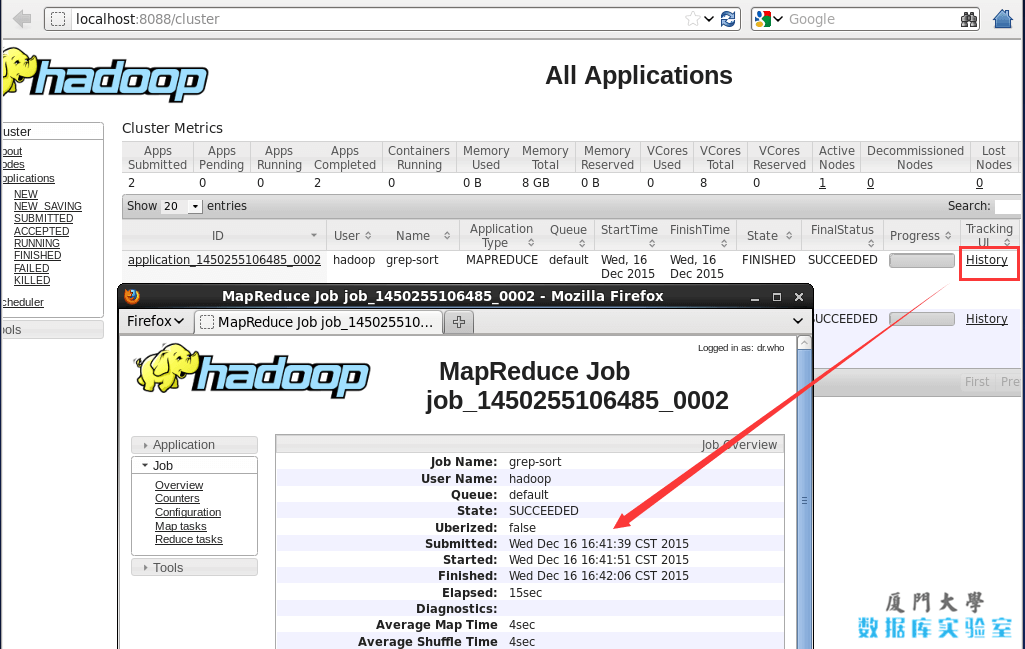 localhost:8088/cluster
Google
hadoop
All Applications
uster
Cluster Metrics
Apps Submitted Apps Pending Apps Running Apps Completed Containers Running Memory Used Memory Total Memory Reserved VCores Used VCores Total VCores Reserved Active Nodes Decommissioned Nodes Lost Nodes
2 0 0 2 0 0 B 8 GB 0 B 0 8 0 1 0 0
bout
odes
pplications
NEW
NEW_SAVING
SUBMITTED
ACCEPTED
RUNNING
FINISHED
FAILED
KILLED
cheduler
ools
Show 20 entries Search:
ID User Name Application Type Queue StartTime FinishTime State FinalStatus Progress Tracking UI
application_1450255106485_0002 hadoop grep-sort MAPREDUCE default Wed, 16 Dec 2015 Wed, 16 Dec 2015 FINISHED SUCCEEDED History
UCCEEDED History
First Pre
MapReduce Job job_1450255106485_0002 - Mozilla Firefox
Firefox MapReduce Job job_145025510...
Logged in as: dr.who
hadoop
MapReduce Job
job_1450255106485_0002
Application
Job
Overview
Counters
Configuration
Map tasks
Reduce tasks
Tools
Job Overview
Job Name: grep-sort
User Name: hadoop
Queue: default
State: SUCCEEDED
Uberized: false
Submitted: Wed Dec 16 16:41:39 CST 2015
Started: Wed Dec 16 16:41:51 CST 2015
Finished: Wed Dec 16 16:42:06 CST 2015
Elapsed: 15sec
Diagnostics:
Average Map Time 4sec
Average Shuffle Time 4sec
厦門大學
数据库实验室